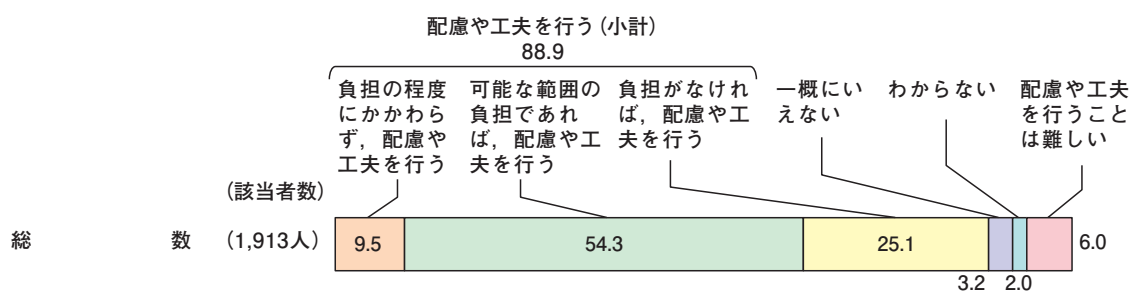 配慮や工夫を行う(小計)
88.9
負担の程度
にかかわら
ず，配慮や
工夫を行う
可能な範囲の
負担であれ
ば，配慮や工
夫を行う
負担がなけれ
ば，配慮や工
夫を行う
一概にい
えない
わからない
配慮や工夫
を行うこと
は難しい
(該当者数)
総 数 (1,913人)
9.5
54.3
25.1
3.2
2.0
6.0